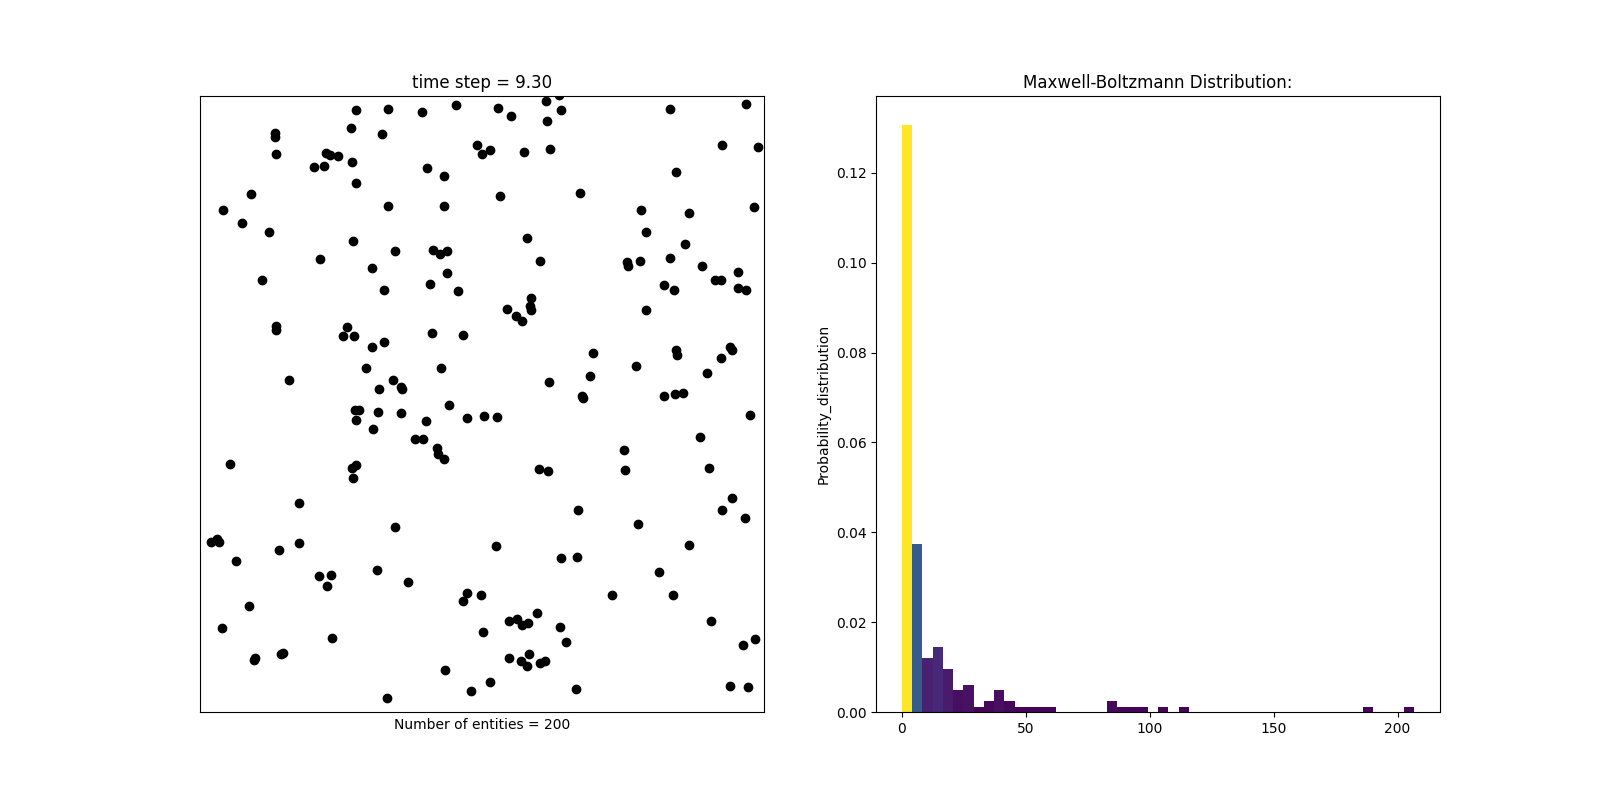 time step = 9.30
Number of entities = 200
Maxwell-Boltzmann Distribution:
Probability_distribution
0.12
0.10
0.08
0.06
0.04
0.02
0.00
0 50 100 150 200